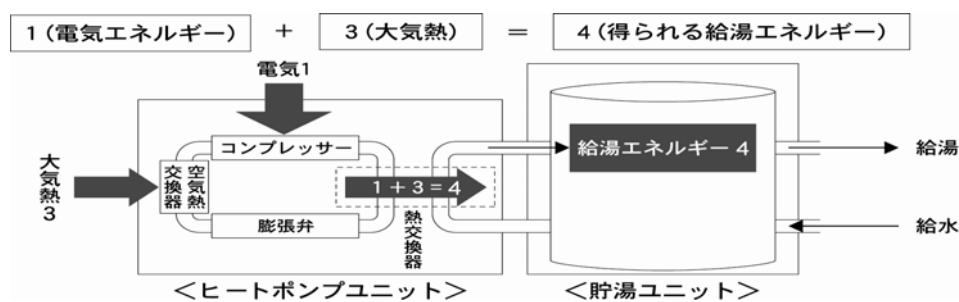 1(電気エネルギー) + 3(大気熱) = 4(得られる給湯エネルギー)
電気1
コンプレッサー
大気熱3
空気熱交換器
1+3=4
膨張弁
熱交換器
給湯エネルギー4
給湯
給水
<ヒートポンプユニット>
<貯湯ユニット>